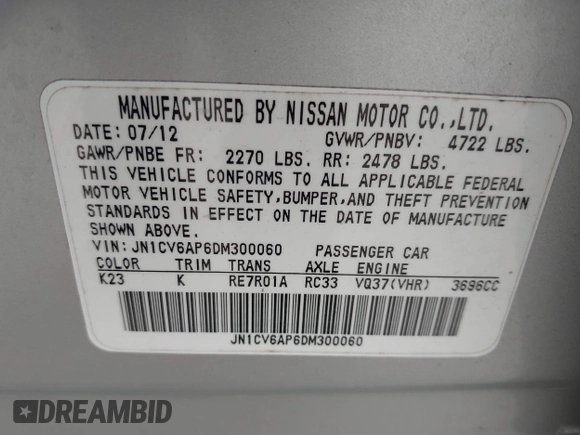 MANUFACTURED BY NISSAN MOTOR CO.,LTD.
DATE: 07/12 GVWR/PNBV: 4722 LBS.
GAWR/PNBE FR: 2270 LBS. RR: 2478 LBS.
THIS VEHICLE CONFORMS TO ALL APPLICABLE FEDERAL
MOTOR VEHICLE SAFETY,BUMPER,AND THEFT PREVENTION
STANDARDS IN EFFECT ON THE DATE OF MANUFACTURE
SHOWN ABOVE.
VIN: JN1CV6AP6DM300060 PASSENGER CAR
COLOR TRIM TRANS AXLE ENGINE
K23 K RE7R01A RC33 VQ37(VHR) 3696CC
JN1CV6AP6DM300060
DREAMBID